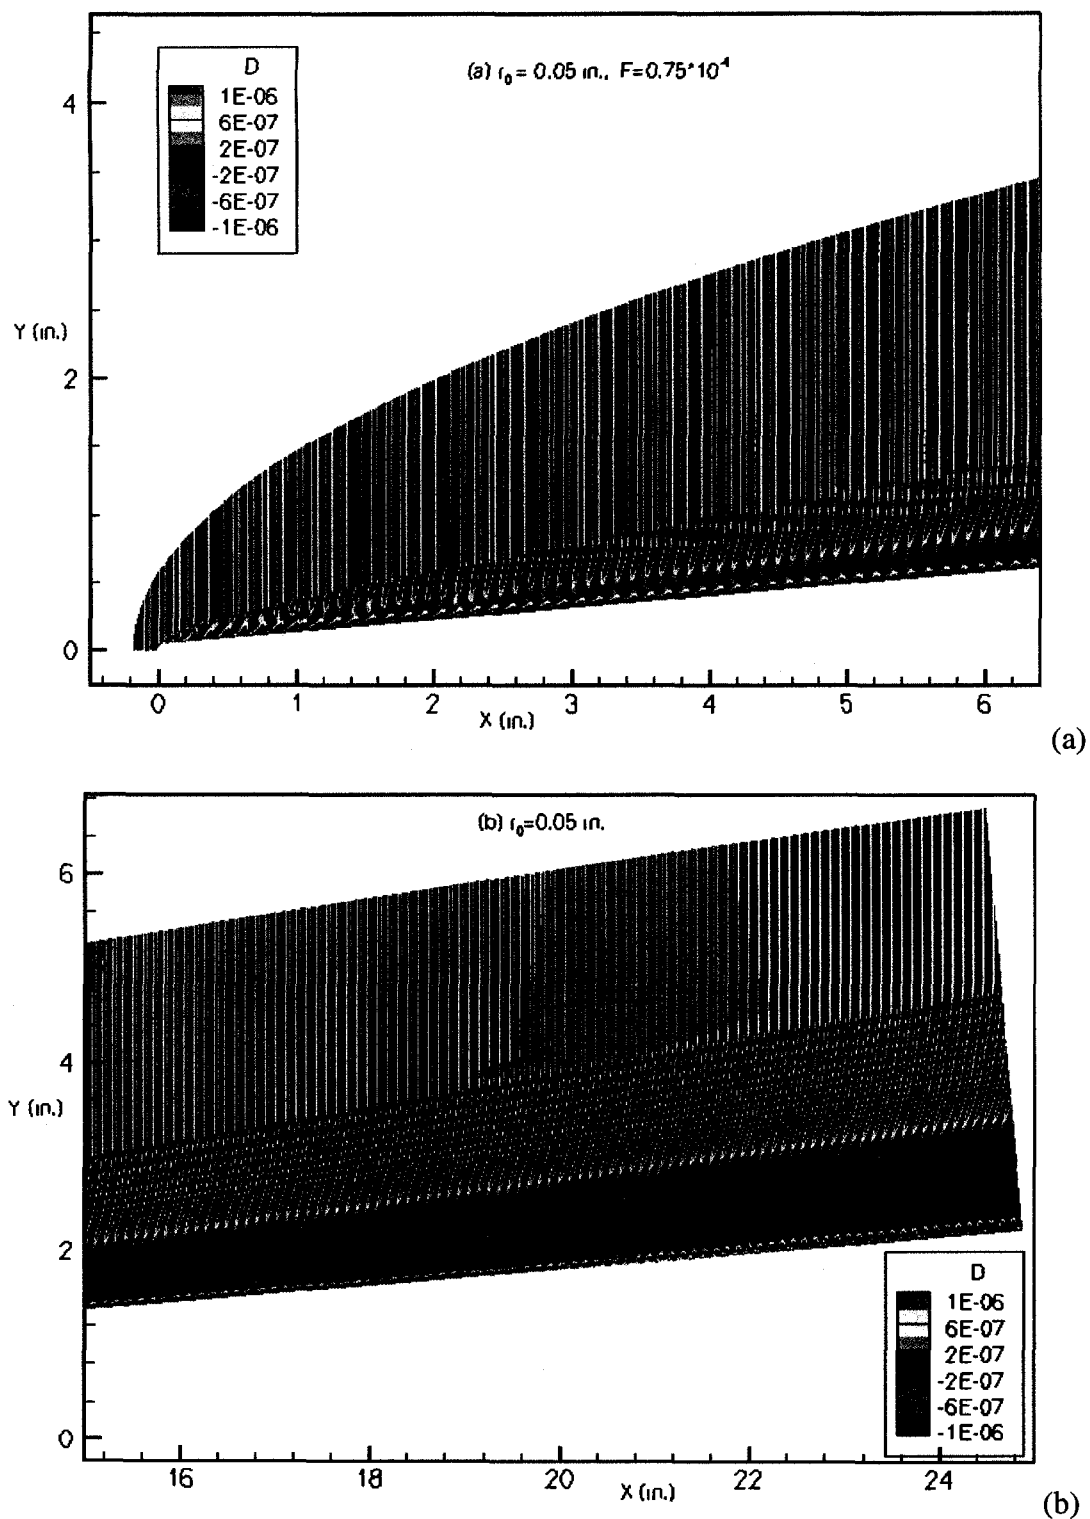 (a) r₀ = 0.05 in., F=0.75*10⁻⁴
D
1E-06
6E-07
2E-07
-2E-07
-6E-07
-1E-06
4
2
0
Y (in.)
0 1 2 3 4 5 6
X (in.)
(a)
(b) r₀=0.05 in.
6
4
2
0
Y (in.)
D
1E-06
6E-07
2E-07
-2E-07
-6E-07
-1E-06
16 18 20 22 24
X (in.)
(b)